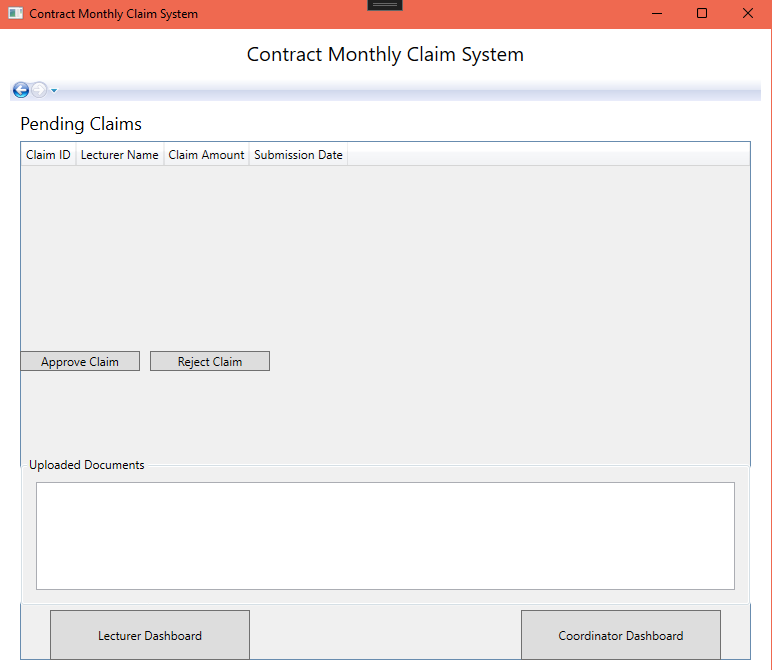 Contract Monthly Claim System
Contract Monthly Claim System
Pending Claims
Claim ID Lecturer Name Claim Amount Submission Date
Approve Claim Reject Claim
Uploaded Documents
Lecturer Dashboard Coordinator Dashboard